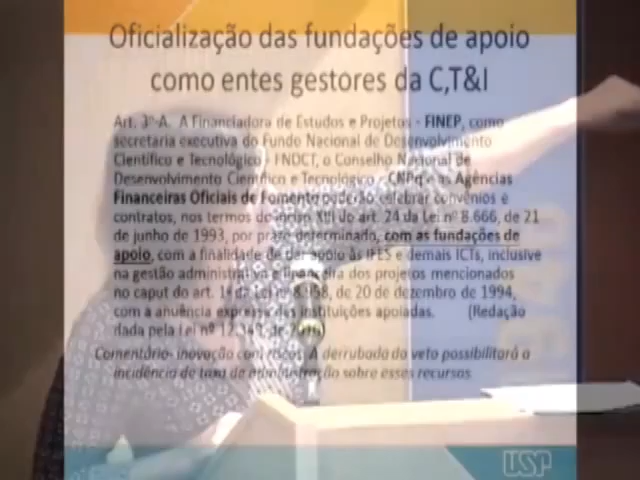 Oficialização das fundações de apoio
como entes gestores da C,T&I
Art. 3º-A. A Financiadora de Estudos e Projetos - FINEP, como
secretaria executiva do Fundo Nacional de Desenvolvimento
Científico e Tecnológico - FNDCT, o Conselho Nacional de
Desenvolvimento Científico e Tecnológico - CNPq e as Agências
Financeiras Oficiais de Fomento poderão celebrar convênios e
contratos, nos termos do inciso XIII do art. 24 da Lei nº 8.666, de 21
de junho de 1993, por prazo determinado, com as fundações de
apoio, com a finalidade de dar apoio às IFES e demais ICTs, inclusive
na gestão administrativa e financeira dos projetos mencionados
no caput do art. 1º da Lei nº 8.958, de 20 de dezembro de 1994,
com a anuência expressa das instituições apoiadas. (Redação
dada pela Lei nº 12.349, de 2010)
Comentário- inovação com riscos. A derrubada do veto possibilitará a
incidência de taxa de administração sobre esses recursos
USP